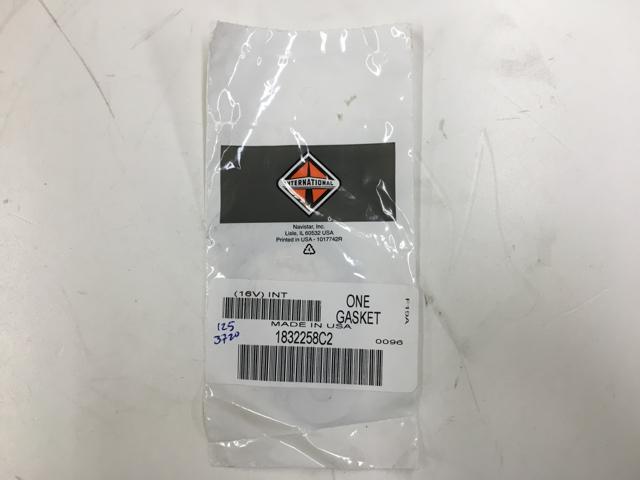 INTERNATIONAL
Navistar, Inc.
Lisle, IL 60532 USA
Printed in USA - 1017742R
(16V) INT
ONE
GASKET
F19A
MADE IN USA
125
3720
1832258C2
0096